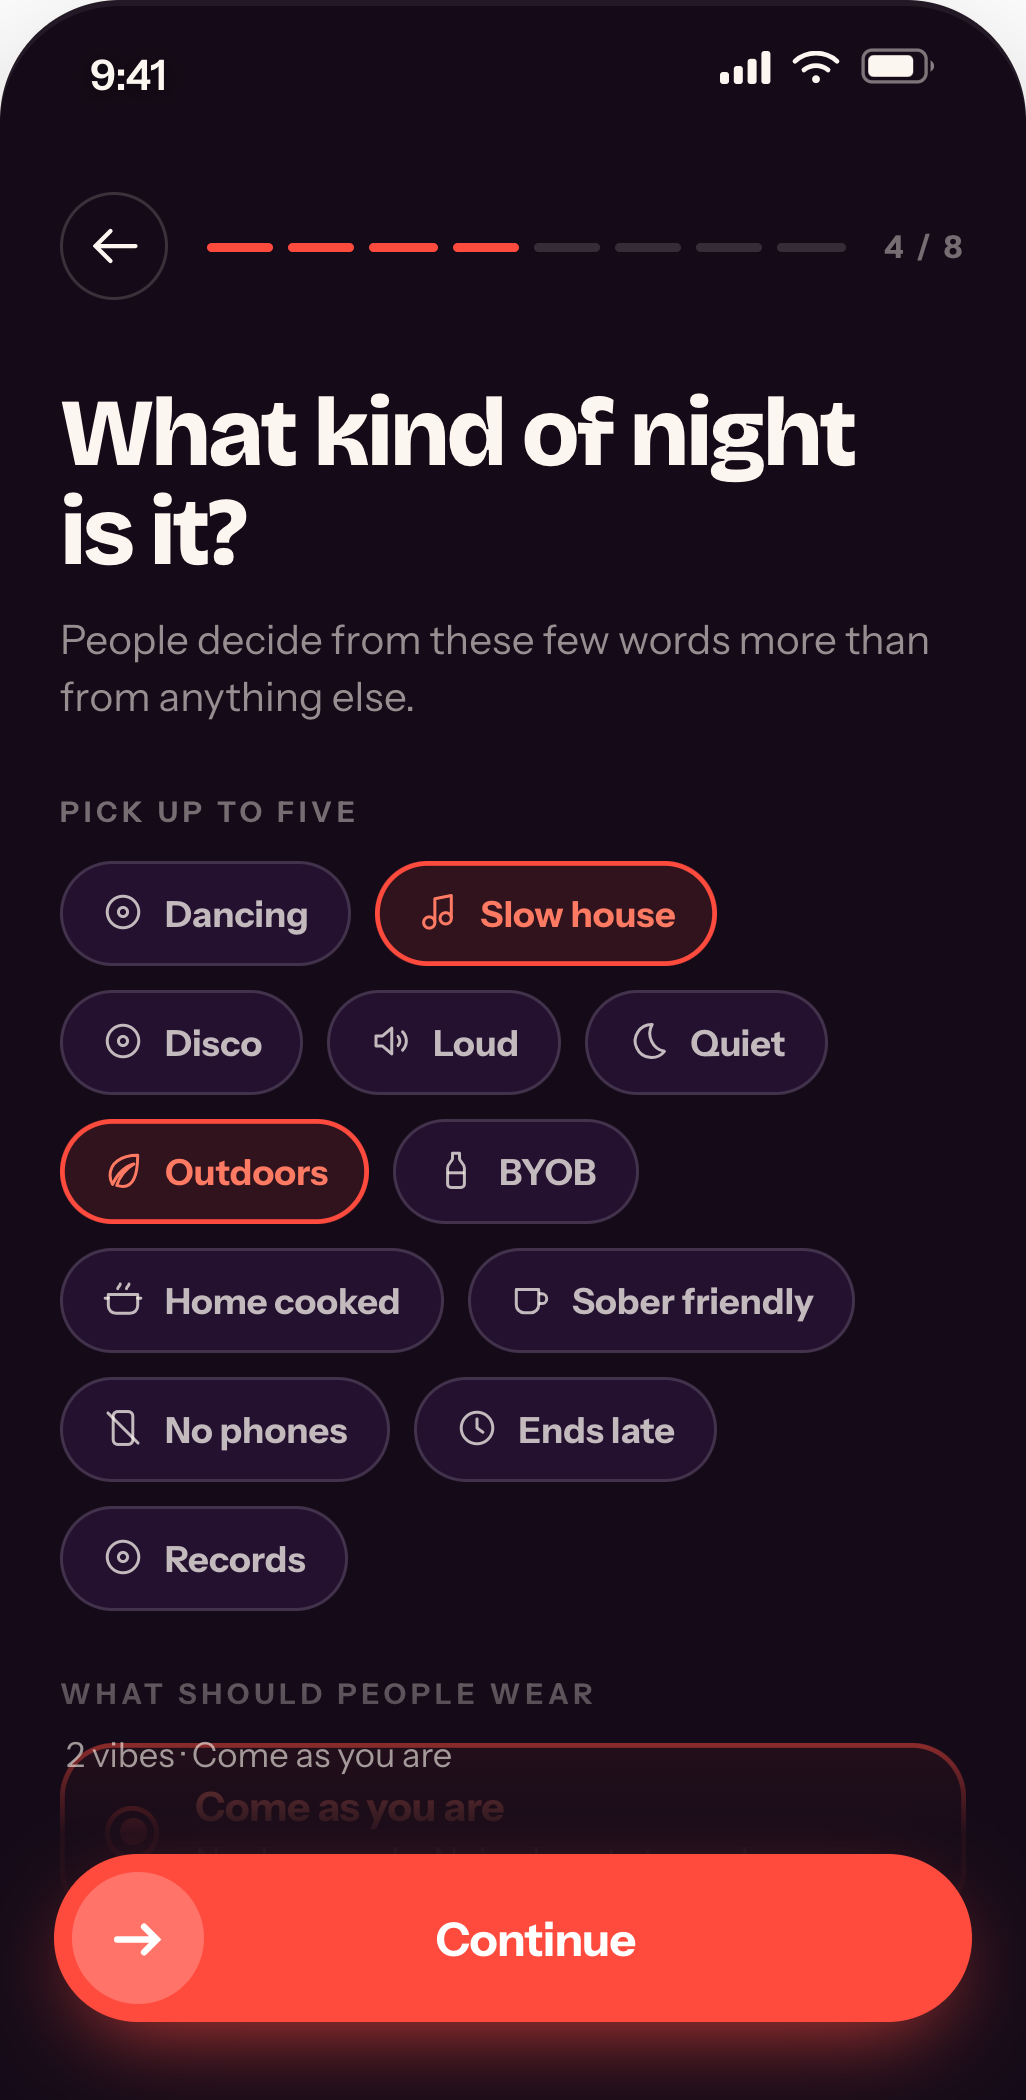 9:41
4 / 8
What kind of night
is it?
People decide from these few words more than
from anything else.
PICK UP TO FIVE
Dancing
Slow house
Disco
Loud
Quiet
Outdoors
BYOB
Home cooked
Sober friendly
No phones
Ends late
Records
WHAT SHOULD PEOPLE WEAR
2 vibes · Come as you are
Come as you are
Continue